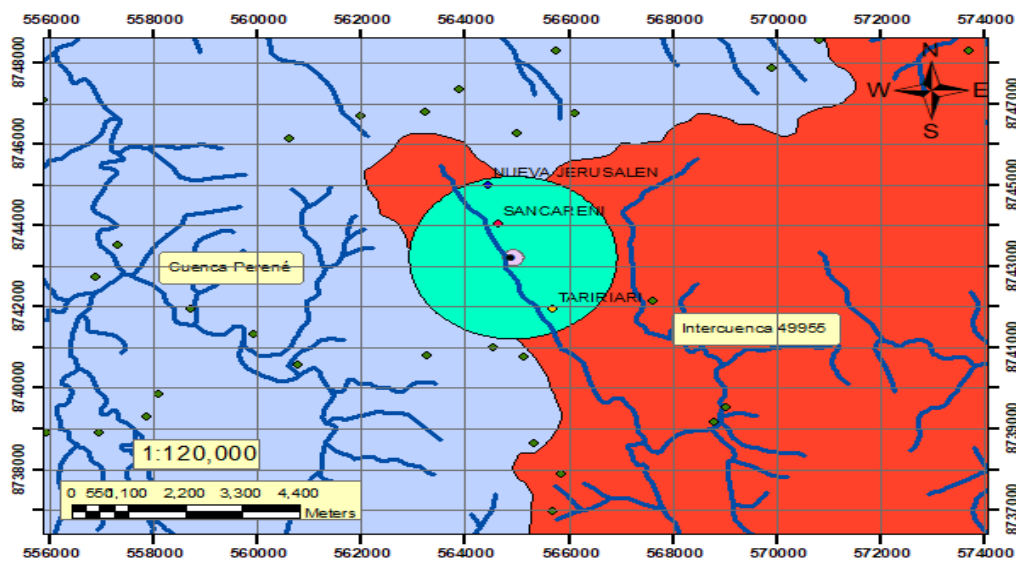 556000 558000 560000 562000 564000 566000 568000 570000 572000 574000
8748000
8746000
8744000
8742000
8740000
8738000
8747000
8745000
8743000
8741000
8739000
8737000
N
W E
S
NUEVA JERUSALEN
SANCARENI
Cuenca Perené
TARIRIARI
Intercuenca 49955
1:120,000
0 550 1,100 2,200 3,300 4,400
Meters
556000 558000 560000 562000 564000 566000 568000 570000 572000 574000